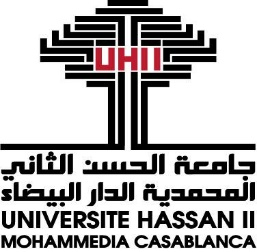 UHII
جامعة الحسن الثاني
المحمدية الدار البيضاء
UNIVERSITE HASSAN II
MOHAMMEDIA CASABLANCA